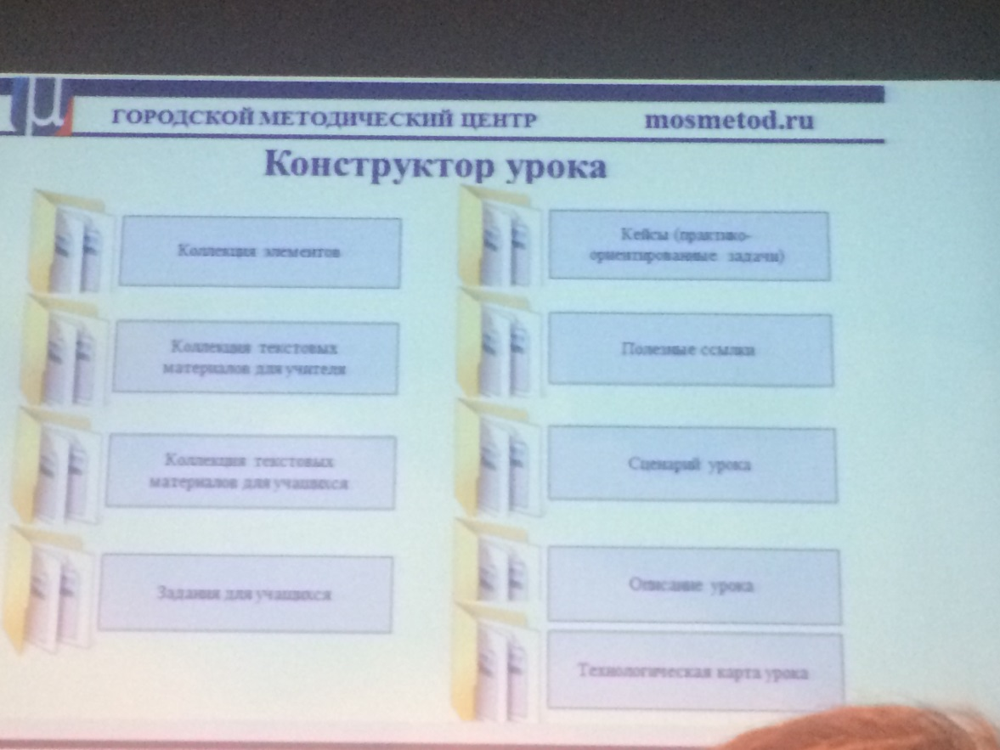 ГОРОДСКОЙ МЕТОДИЧЕСКИЙ ЦЕНТР
mosmetod.ru
Конструктор урока
Коллекция элементов
Коллекция текстовых
материалов для учителя
Коллекция текстовых
материалов для учащихся
Задания для учащихся
Кейсы (практико-
ориентированные задачи)
Полезные ссылки
Сценарий урока
Описание урока
Технологическая карта урока